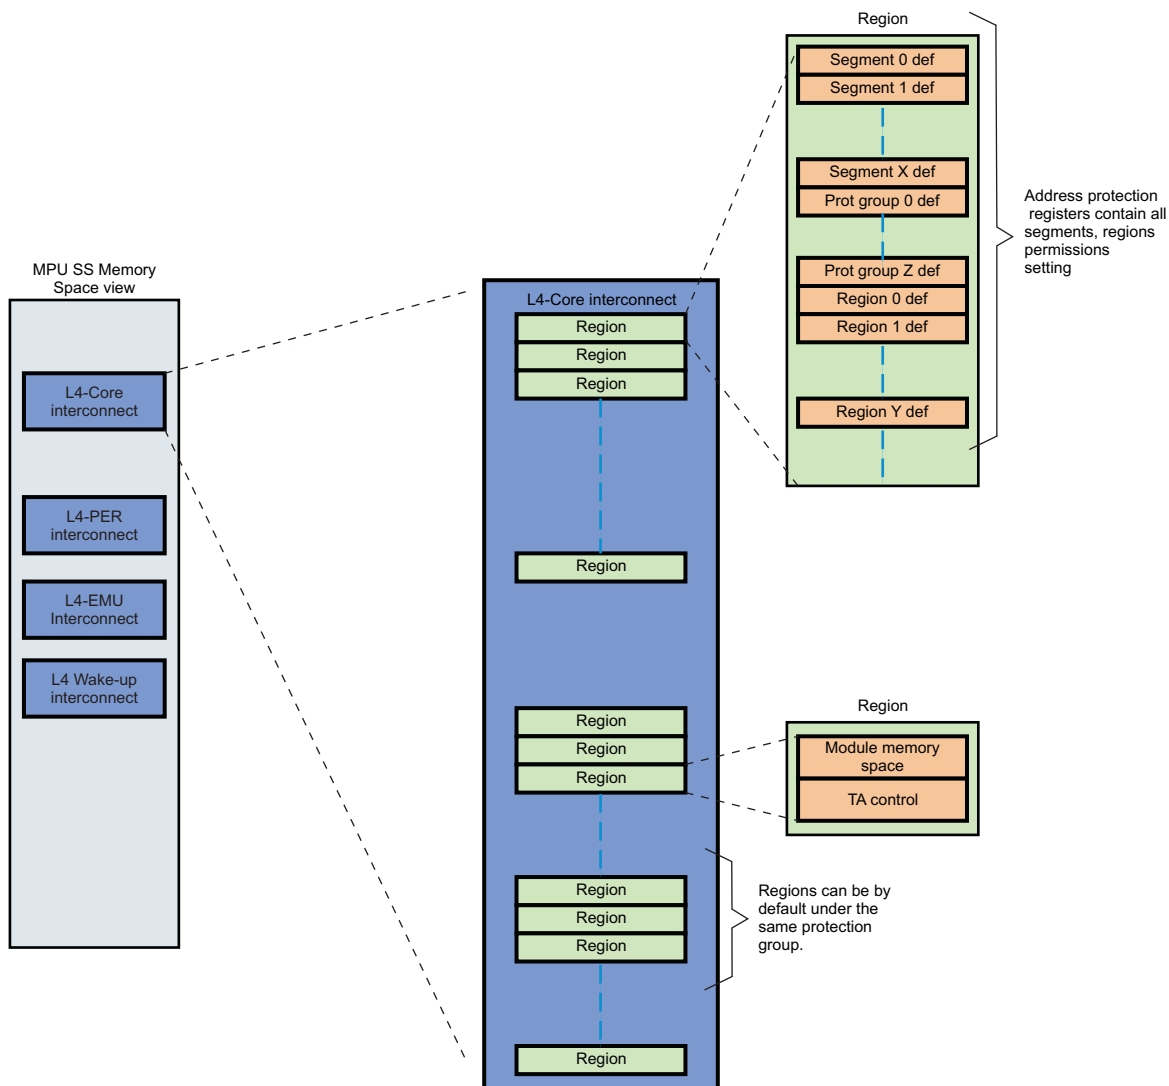 MPU SS Memory
Space view
L4-Core
interconnect
L4-PER
interconnect
L4-EMU
Interconnect
L4 Wake-up
interconnect
L4-Core interconnect
Region
Region
Region
Region
Region
Region
Region
Region
Region
Region
Region
Region
Segment 0 def
Segment 1 def
Segment X def
Prot group 0 def
Prot group Z def
Region 0 def
Region 1 def
Region Y def
Address protection
registers contain all
segments, regions
permissions
setting
Region
Module memory
space
TA control
Regions can be by
default under the
same protection
group.